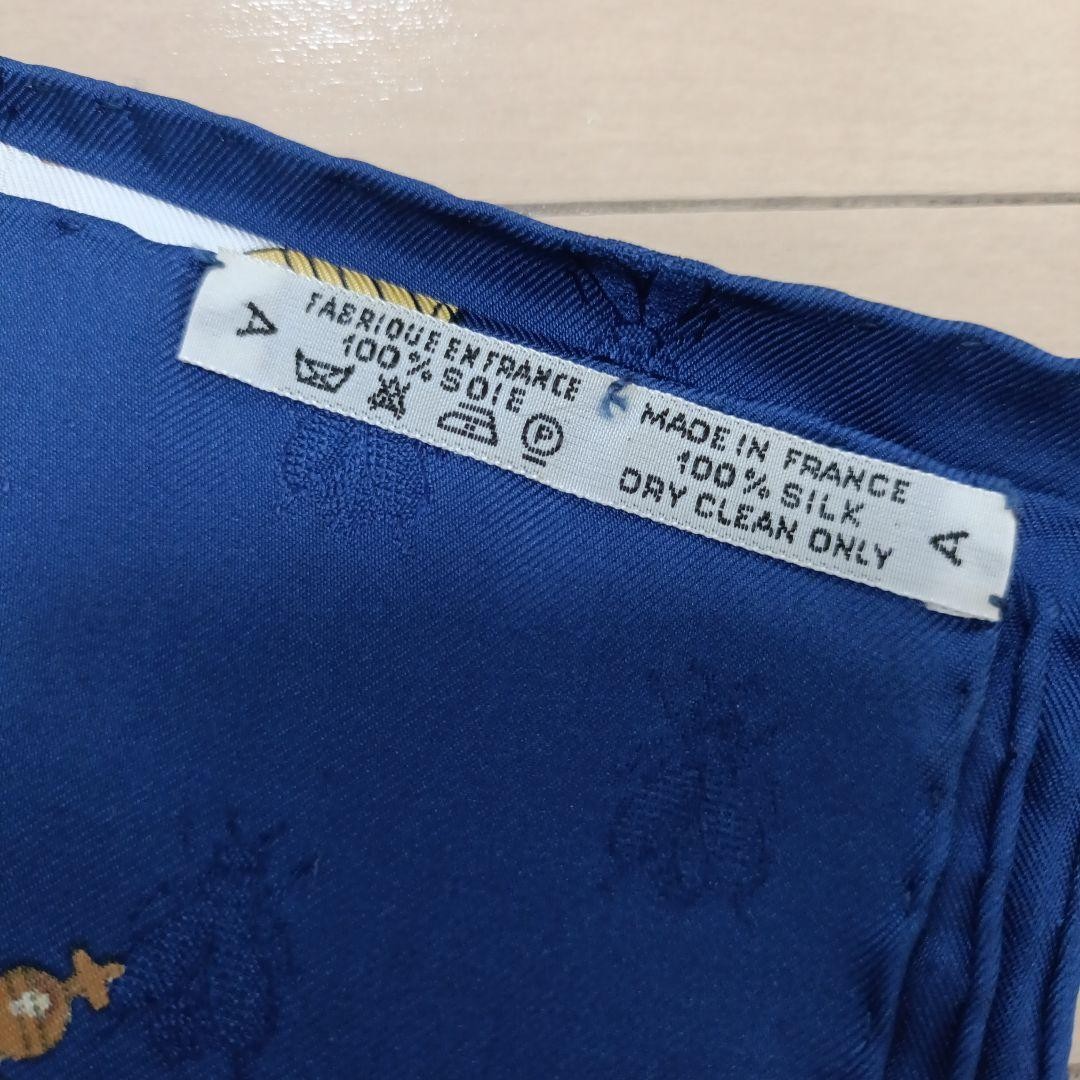 A
FABRIQUE EN FRANCE
100% SOIE
P
MADE IN FRANCE
100% SILK
DRY CLEAN ONLY
A